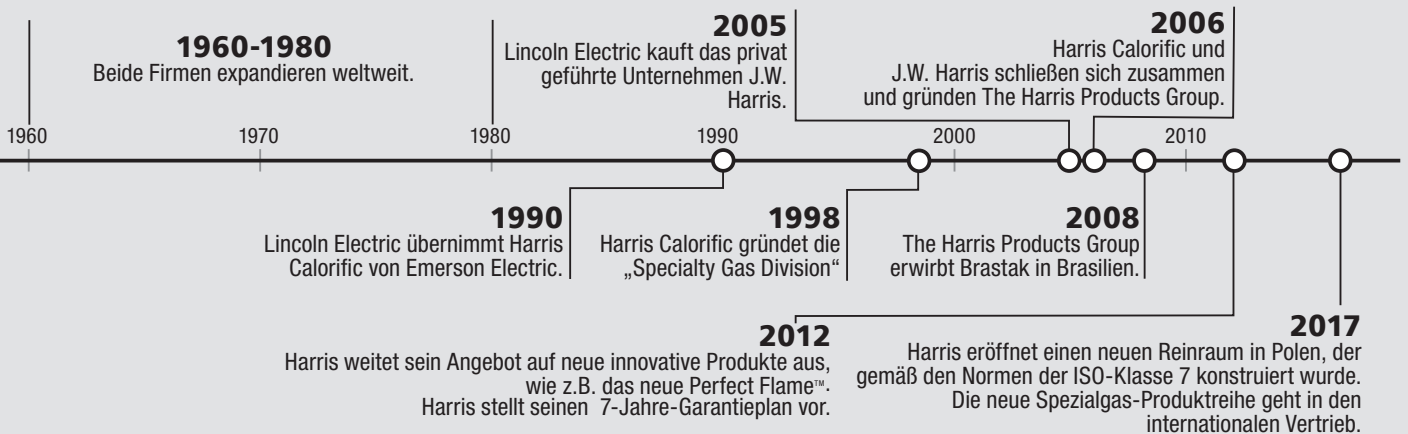 1960-1980
Beide Firmen expandieren weltweit.
2005
Lincoln Electric kauft das privat
geführte Unternehmen J.W.
Harris.
2006
Harris Calorific und
J.W. Harris schließen sich zusammen
und gründen The Harris Products Group.
1960
1970
1980
1990
2000
2010
1990
Lincoln Electric übernimmt Harris
Calorific von Emerson Electric.
1998
Harris Calorific gründet die
„Specialty Gas Division“
2008
The Harris Products Group
erwirbt Brastak in Brasilien.
2012
Harris weitet sein Angebot auf neue innovative Produkte aus,
wie z.B. das neue Perfect Flame™.
Harris stellt seinen 7-Jahre-Garantieplan vor.
2017
Harris eröffnet einen neuen Reinraum in Polen, der
gemäß den Normen der ISO-Klasse 7 konstruiert wurde.
Die neue Spezialgas-Produktreihe geht in den
internationalen Vertrieb.